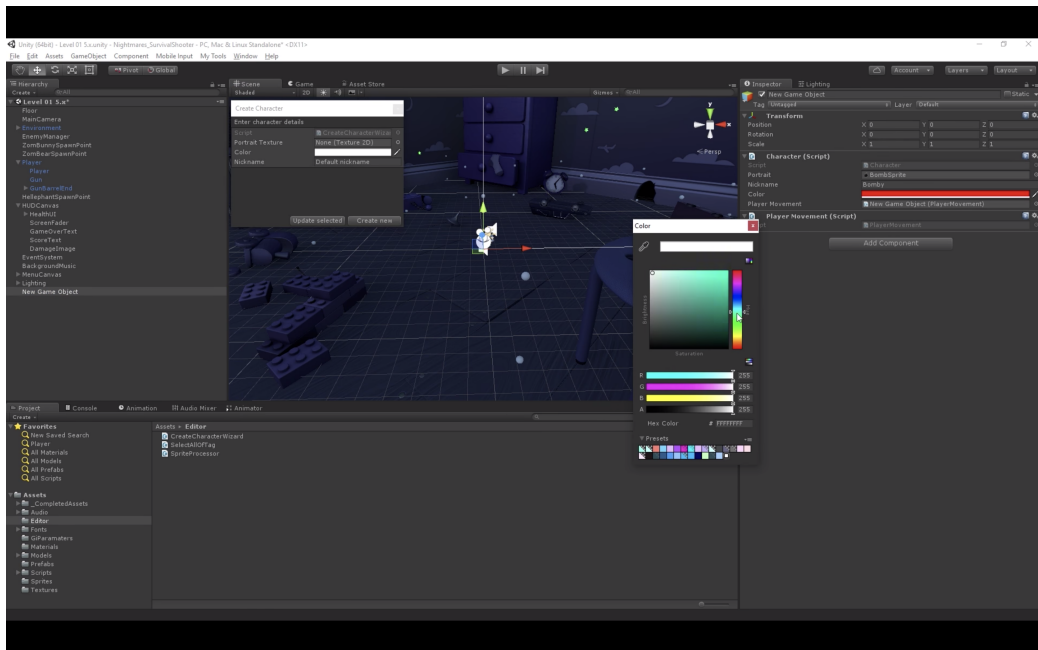 Unity (64bit) - Level 01 5.x.unity - Nightmares_SurvivalShooter - PC, Mac & Linux Standalone* <DX11>
File Edit Assets GameObject Component Mobile Input My Tools Window Help
Pivot Global Account Layers Layout
Hierarchy
Create All
Level 01 5.x*
Floor
MainCamera
Environment
EnemyManager
ZomBunnySpawnPoint
ZomBearSpawnPoint
Player
Player
Gun
GunBarrelEnd
HellephantSpawnPoint
HUDCanvas
HealthUI
ScreenFader
GameOverText
ScoreText
DamageImage
EventSystem
BackgroundMusic
MenuCanvas
Lighting
New Game Object
Scene Game Asset Store
Shaded 2D Gizmos All
Create Character
Enter character details
Script CreateCharacterWizar
Portrait Texture None (Texture 2D)
Color
Nickname Default nickname
Update selected Create new
y
x
Persp
Color
Brightness
Hue
Saturation
R 255
G 255
B 255
A 255
Hex Color # FFFFFFFF
Presets
Inspector Lighting
New Game Object Static
Tag Untagged Layer Default
Transform
Position X 0 Y 0 Z 0
Rotation X 0 Y 0 Z 0
Scale X 1 Y 1 Z 1
Character (Script)
Script Character
Portrait BombSprite
Nickname Bomby
Color
Player Movement New Game Object (PlayerMovement)
Player Movement (Script)
PlayerMovement
Add Component
Project Console Animation Audio Mixer Animator
Create
Favorites
New Saved Search
Player
All Materials
All Models
All Prefabs
All Scripts
Assets
_CompletedAssets
Audio
Editor
Fonts
GiParamaters
Materials
Models
Prefabs
Scripts
Sprites
Textures
Assets Editor
CreateCharacterWizard
SelectAllOfTag
SpriteProcessor